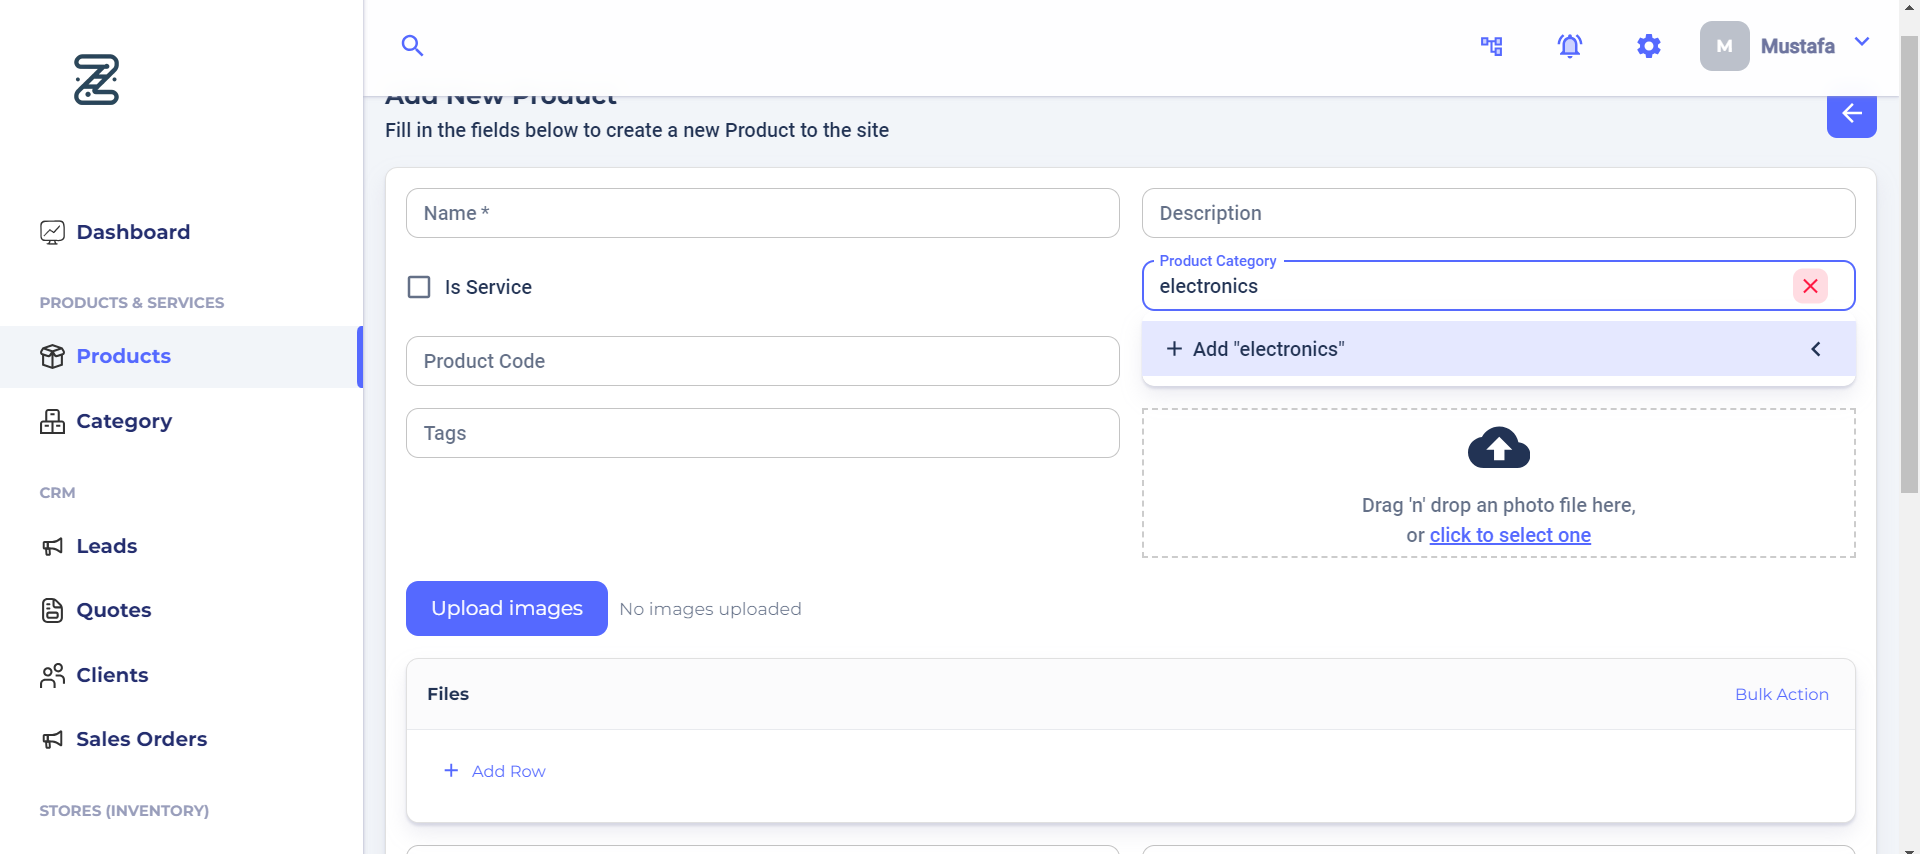 Dashboard
PRODUCTS & SERVICES
Products
Category
CRM
Leads
Quotes
Clients
Sales Orders
STORES (INVENTORY)
M
Mustafa
Add New Product
Fill in the fields below to create a new Product to the site
Name *
Description
Is Service
Product Category
electronics
+ Add "electronics"
Product Code
Tags
Drag 'n' drop an photo file here,
or click to select one
Upload images
No images uploaded
Files
Bulk Action
+ Add Row